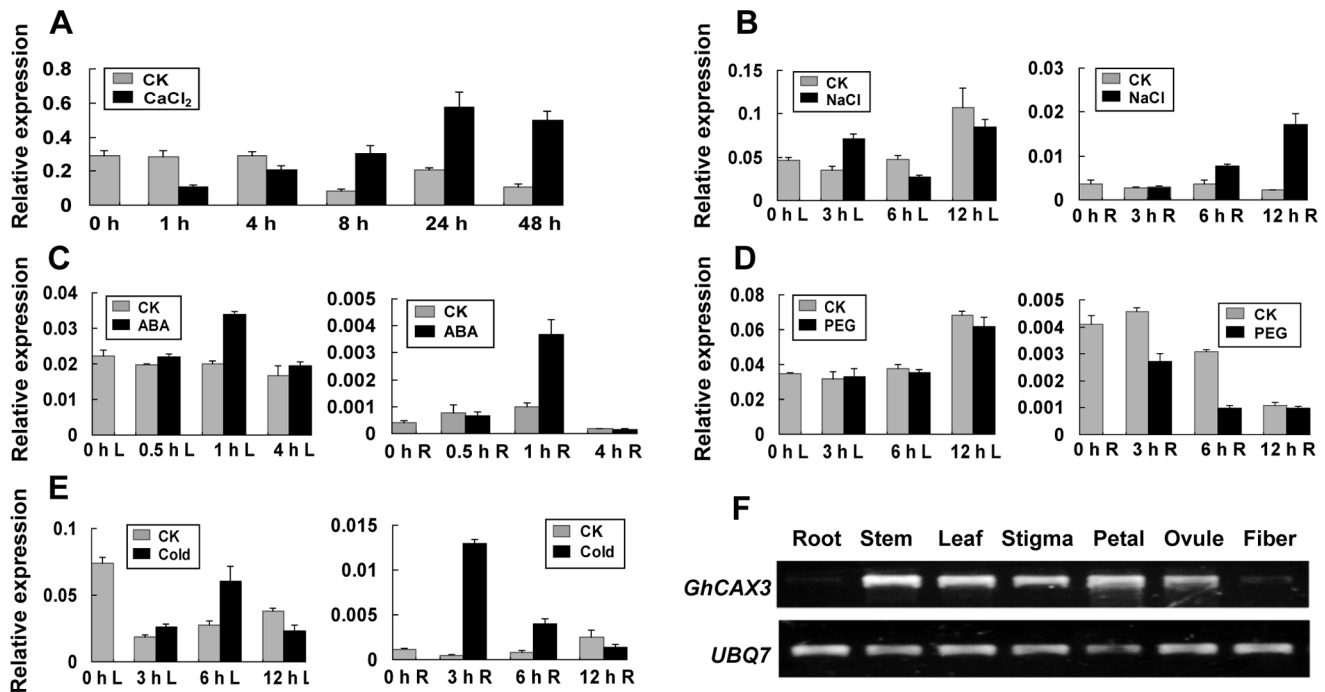 A
Relative expression
0.8
0.6
0.4
0.2
0
CK
CaCl₂
0 h 1 h 4 h 8 h 24 h 48 h
B
Relative expression
0.15
0.10
0.05
0
CK
NaCl
0 h L 3 h L 6 h L 12 h L
0.03
0.02
0.01
0
CK
NaCl
0 h R 3 h R 6 h R 12 h R
C
Relative expression
0.04
0.03
0.02
0.01
0
CK
ABA
0 h L 0.5 h L 1 h L 4 h L
0.005
0.004
0.003
0.002
0.001
0
CK
ABA
0 h R 0.5 h R 1 h R 4 h R
D
Relative expression
0.08
0.06
0.04
0.02
0
CK
PEG
0 h L 3 h L 6 h L 12 h L
0.005
0.004
0.003
0.002
0.001
0
CK
PEG
0 h R 3 h R 6 h R 12 h R
E
Relative expression
0.1
0.05
0
CK
Cold
0 h L 3 h L 6 h L 12 h L
0.015
0.01
0.005
0
CK
Cold
0 h R 3 h R 6 h R 12 h R
F
Root Stem Leaf Stigma Petal Ovule Fiber
GhCAX3
UBQ7